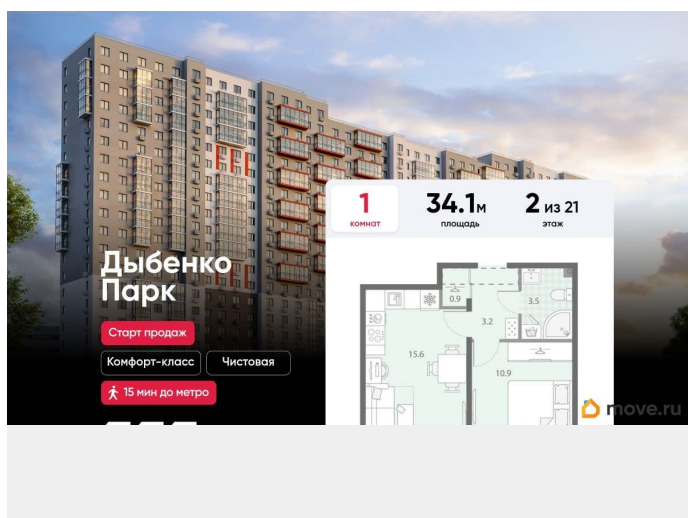 1
комнат
34.1м
площадь
2 из 21
этаж
Дыбенко
Парк
Старт продаж
Комфорт-класс
Чистовая
15 мин до метро
0.9
3.5
3.2
15.6
10.9
move.ru